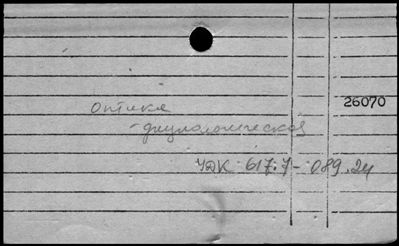 Оптика
26070
-физиологическая
УДК 617.7-089.24